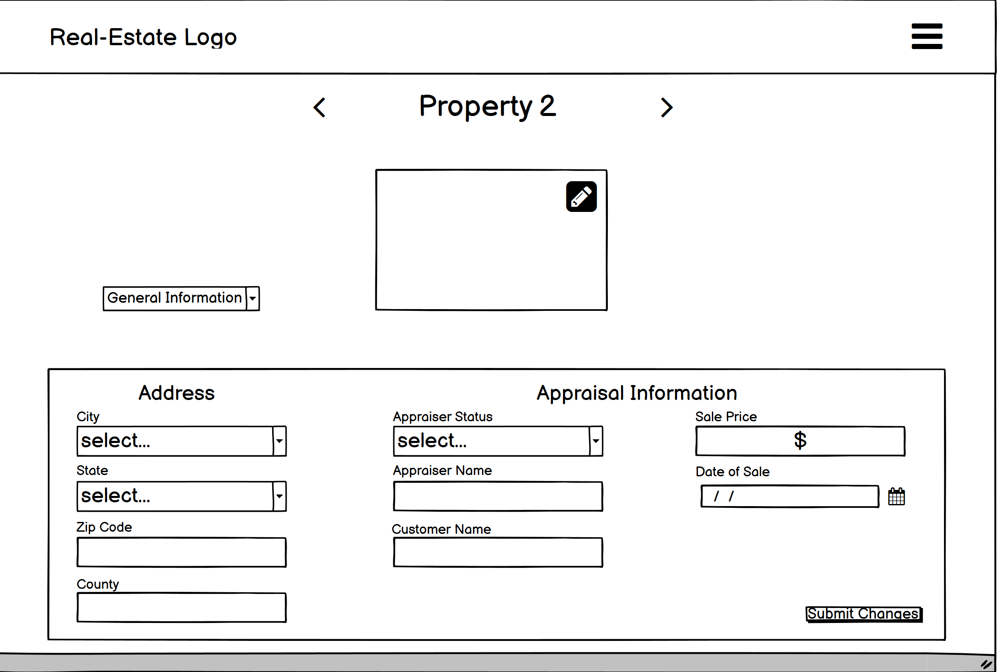 Real-Estate Logo
Property 2
General Information
Address
Appraisal Information
City
Appraiser Status
Sale Price
select...
select...
$
State
Appraiser Name
Date of Sale
select...
/ /
Zip Code
Customer Name
County
Submit Changes